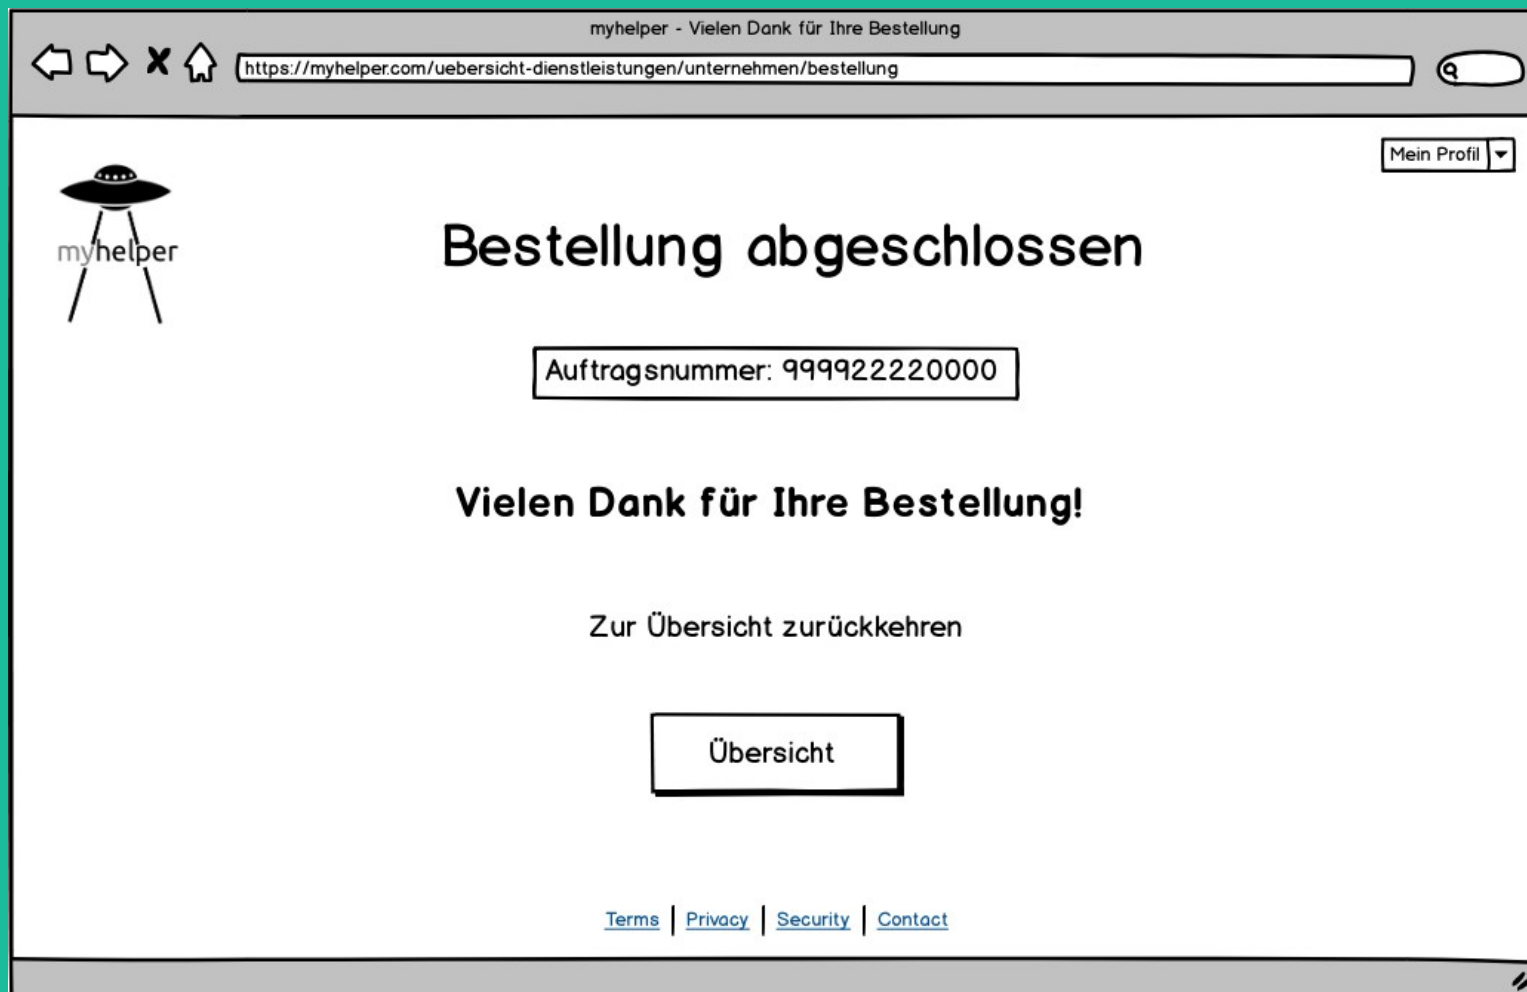 myhelper - Vielen Dank für Ihre Bestellung
https://myhelper.com/uebersicht-dienstleistungen/unternehmen/bestellung
Mein Profil
myhelper
Bestellung abgeschlossen
Auftragsnummer: 999922220000
Vielen Dank für Ihre Bestellung!
Zur Übersicht zurückkehren
Übersicht
Terms | Privacy | Security | Contact